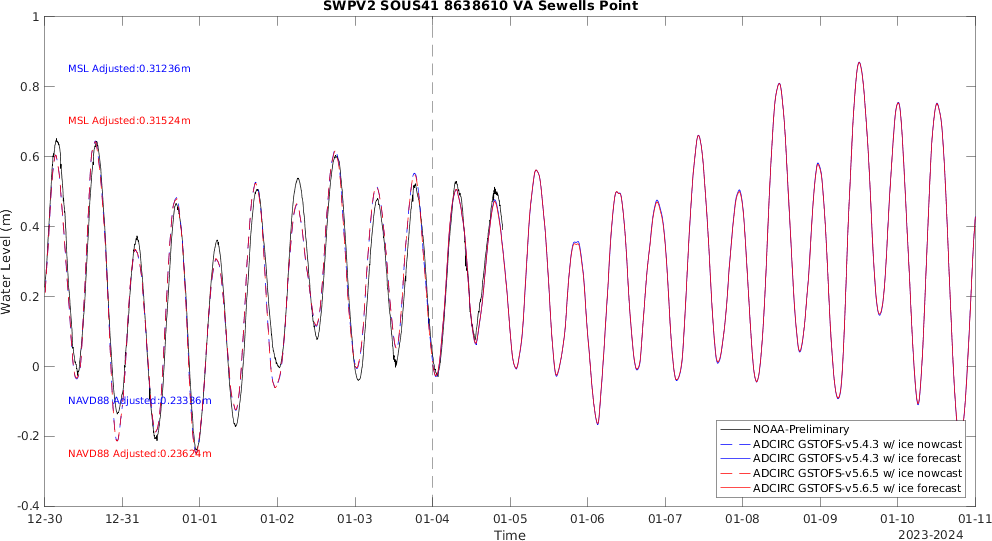 SWPV2 SOUS41 8638610 VA Sewells Point
Water Level (m)
1
0.8
0.6
0.4
0.2
0
-0.2
-0.4
MSL Adjusted:0.31236m
MSL Adjusted:0.31524m
NAVD88 Adjusted:0.23336m
NAVD88 Adjusted:0.23624m
NOAA-Preliminary
ADCIRC GSTOFS-v5.4.3 w/ ice nowcast
ADCIRC GSTOFS-v5.4.3 w/ ice forecast
ADCIRC GSTOFS-v5.6.5 w/ ice nowcast
ADCIRC GSTOFS-v5.6.5 w/ ice forecast
12-30 12-31 01-01 01-02 01-03 01-04 01-05 01-06 01-07 01-08 01-09 01-10 01-11
Time
2023-2024